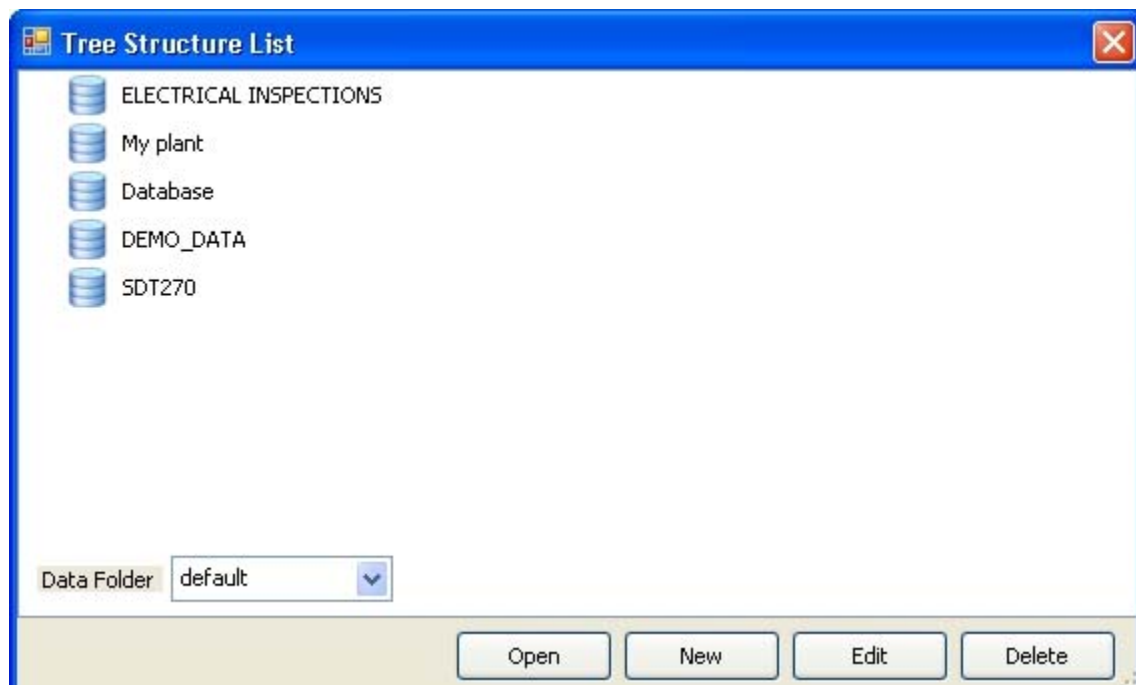 Tree Structure List
ELECTRICAL INSPECTIONS
My plant
Database
DEMO_DATA
SDT270
Data Folder default
Open New Edit Delete